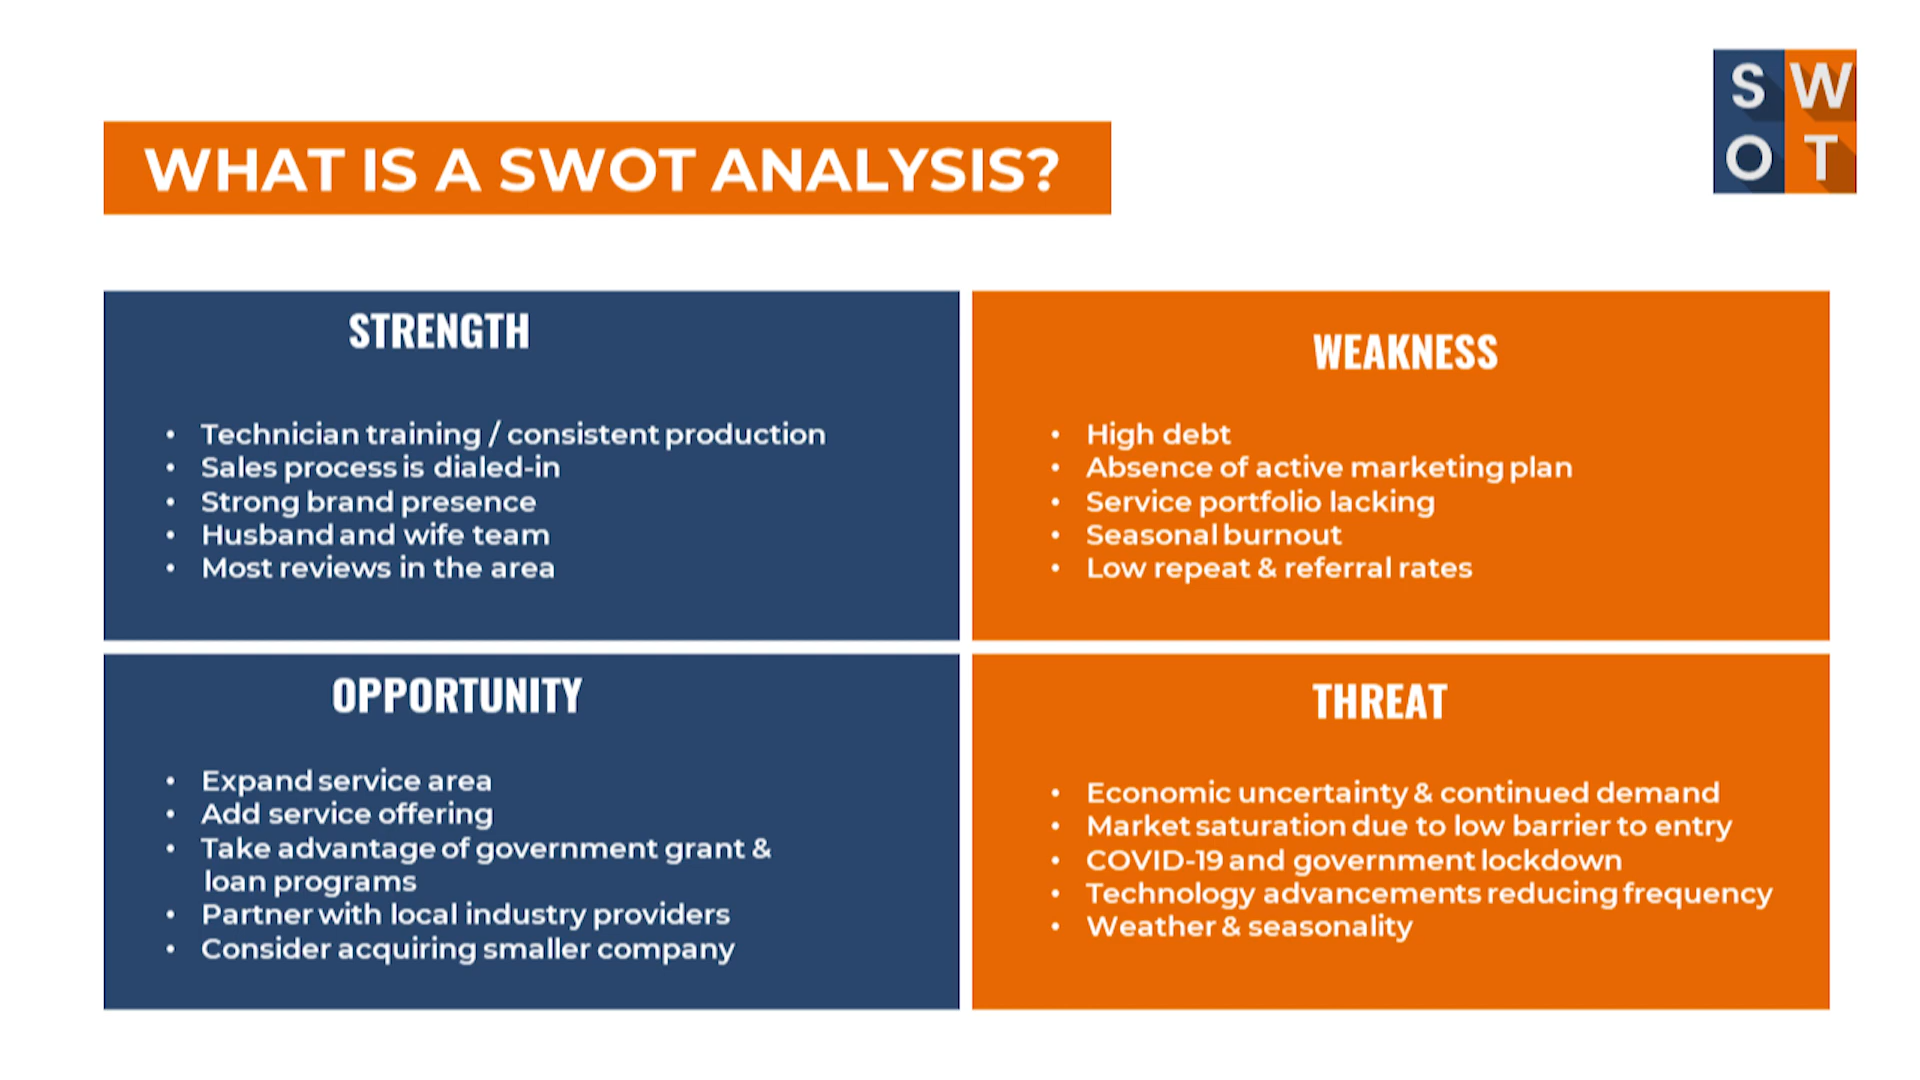 S W
O T
WHAT IS A SWOT ANALYSIS?
STRENGTH
• Technician training / consistent production
• Sales process is dialed-in
• Strong brand presence
• Husband and wife team
• Most reviews in the area
WEAKNESS
• High debt
• Absence of active marketing plan
• Service portfolio lacking
• Seasonal burnout
• Low repeat & referral rates
OPPORTUNITY
• Expand service area
• Add service offering
• Take advantage of government grant &
loan programs
• Partner with local industry providers
• Consider acquiring smaller company
THREAT
• Economic uncertainty & continued demand
• Market saturation due to low barrier to entry
• COVID-19 and government lockdown
• Technology advancements reducing frequency
• Weather & seasonality